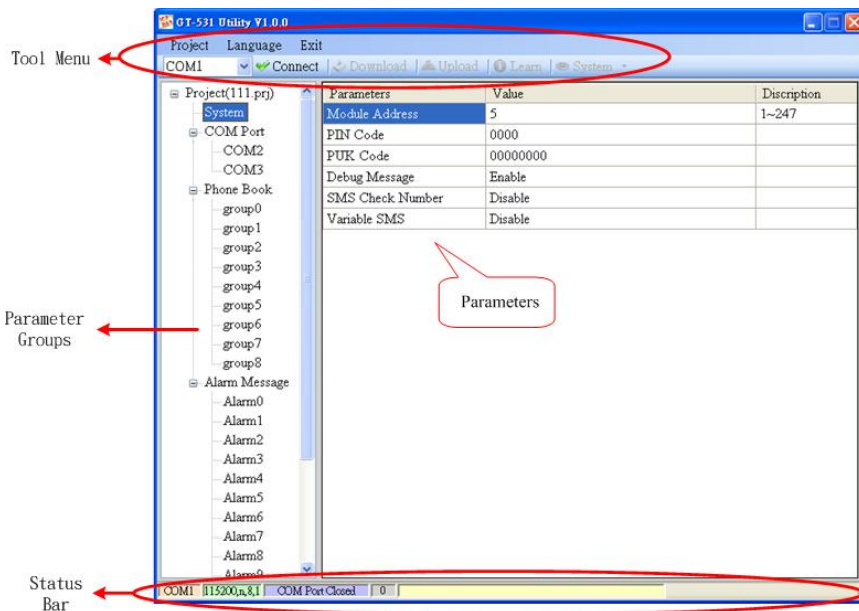 GT-531 Utility V1.0.0
Project Language Exit
Tool Menu
COM1 Connect Download Upload Learn System
Project(111.prj)
System
COM Port
COM2
COM3
Phone Book
group0
group1
group2
group3
group4
group5
group6
group7
group8
Alarm Message
Alarm0
Alarm1
Alarm2
Alarm3
Alarm4
Alarm5
Alarm6
Alarm7
Alarm8
Alarm9
Parameters Value Discription
Module Address 5 1~247
PIN Code 0000
PUK Code 00000000
Debug Message Enable
SMS Check Number Disable
Variable SMS Disable
Parameters
Parameter
Groups
Status
Bar
COM1 115200,n,8,1 COM Port Closed 0